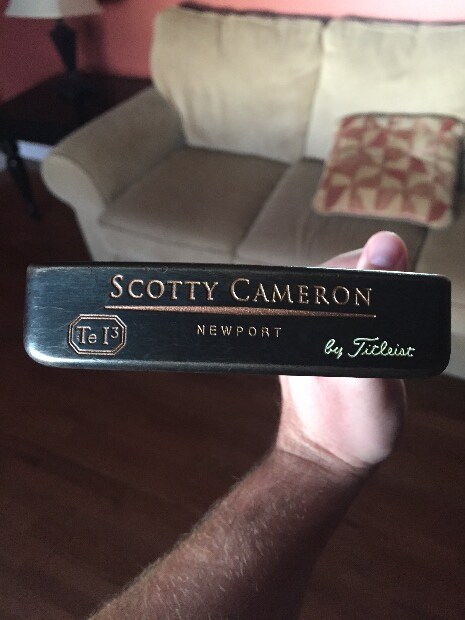 SCOTTY CAMERON
Te I³ NEWPORT by Titleist